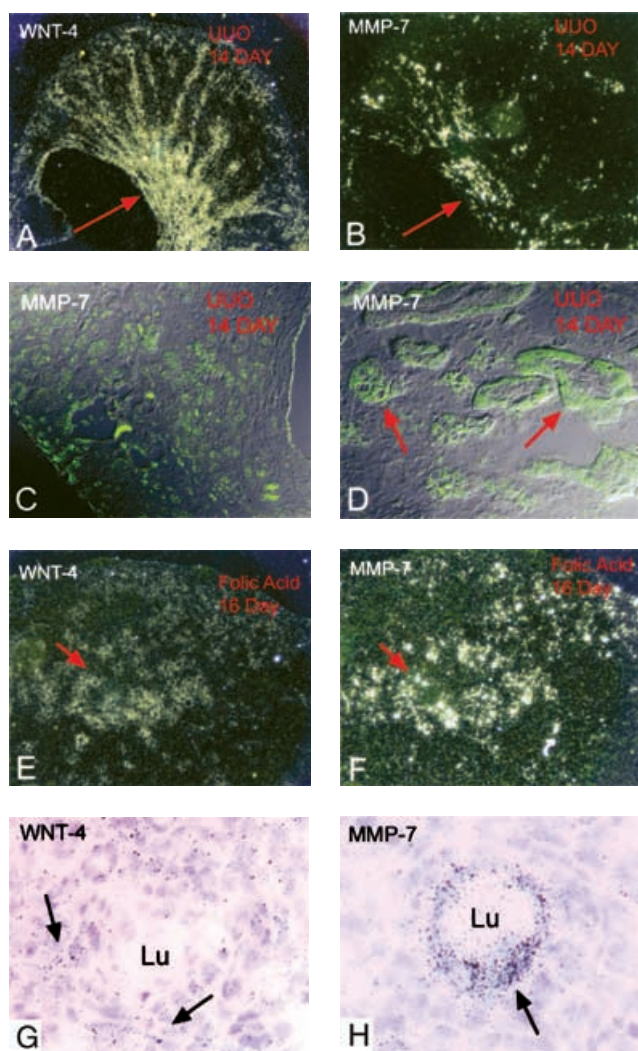 WNT-4
UUO
14 DAY
A
MMP-7
UUO
14 DAY
B
MMP-7
UUO
14 DAY
C
MMP-7
UUO
14 DAY
D
WNT-4
Folic Acid
16 Day
E
MMP-7
Folic Acid
16 Day
F
WNT-4
Lu
G
MMP-7
Lu
H